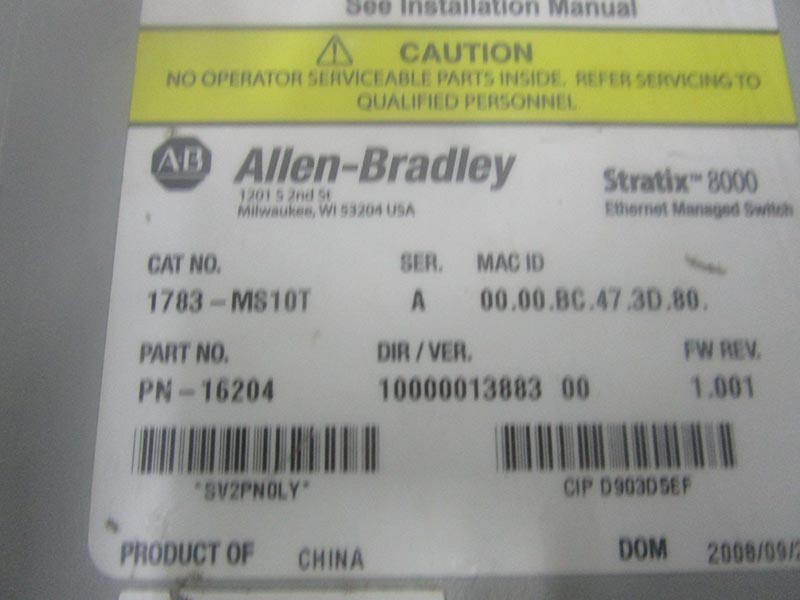 See Installation Manual
CAUTION
NO OPERATOR SERVICEABLE PARTS INSIDE. REFER SERVICING TO
QUALIFIED PERSONNEL
AB Allen-Bradley
1201 S 2nd St
Milwaukee, WI 53204 USA
Stratix™ 8000
Ethernet Managed Switch
CAT NO. SER. MAC ID
1783-MS10T A 00.00.BC.47.3D.80.
PART NO. DIR / VER. FW REV.
PN-16204 10000013883 00 1.001
*SV2PN0LY* CIP D903D5EF
PRODUCT OF CHINA DOM 2008/09/2